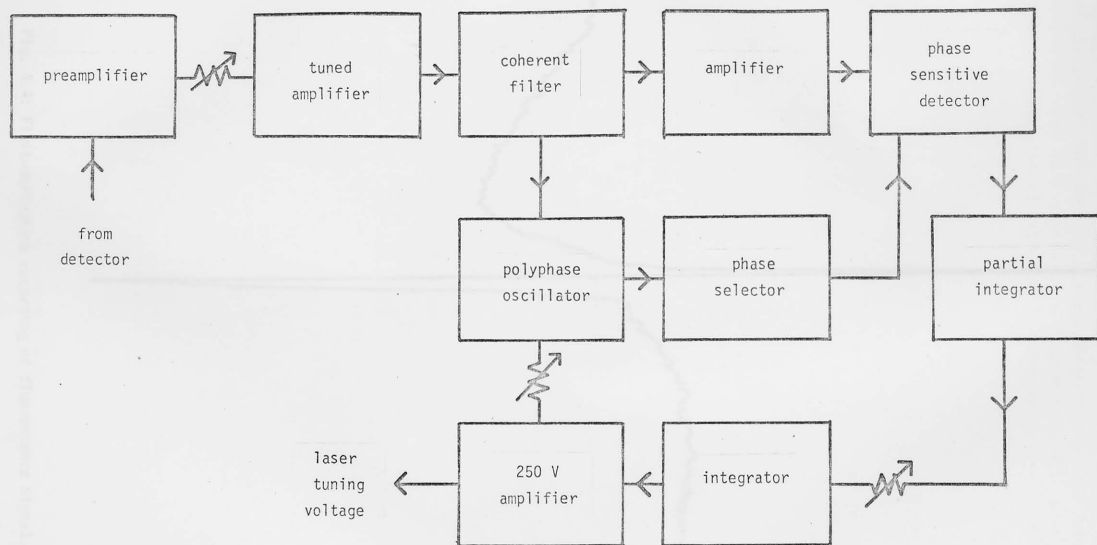 preamplifier
tuned
amplifier
coherent
filter
amplifier
phase
sensitive
detector
from
detector
polyphase
oscillator
phase
selector
partial
integrator
laser
tuning
voltage
250 V
amplifier
integrator